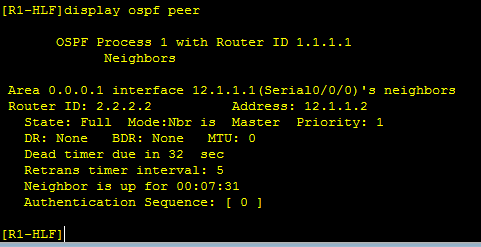 [R1-HLF]display ospf peer
OSPF Process 1 with Router ID 1.1.1.1
Neighbors
Area 0.0.0.1 interface 12.1.1.1(Serial0/0/0)'s neighbors
Router ID: 2.2.2.2 Address: 12.1.1.2
State: Full Mode:Nbr is Master Priority: 1
DR: None BDR: None MTU: 0
Dead timer due in 32 sec
Retrans timer interval: 5
Neighbor is up for 00:07:31
Authentication Sequence: [ 0 ]
[R1-HLF]